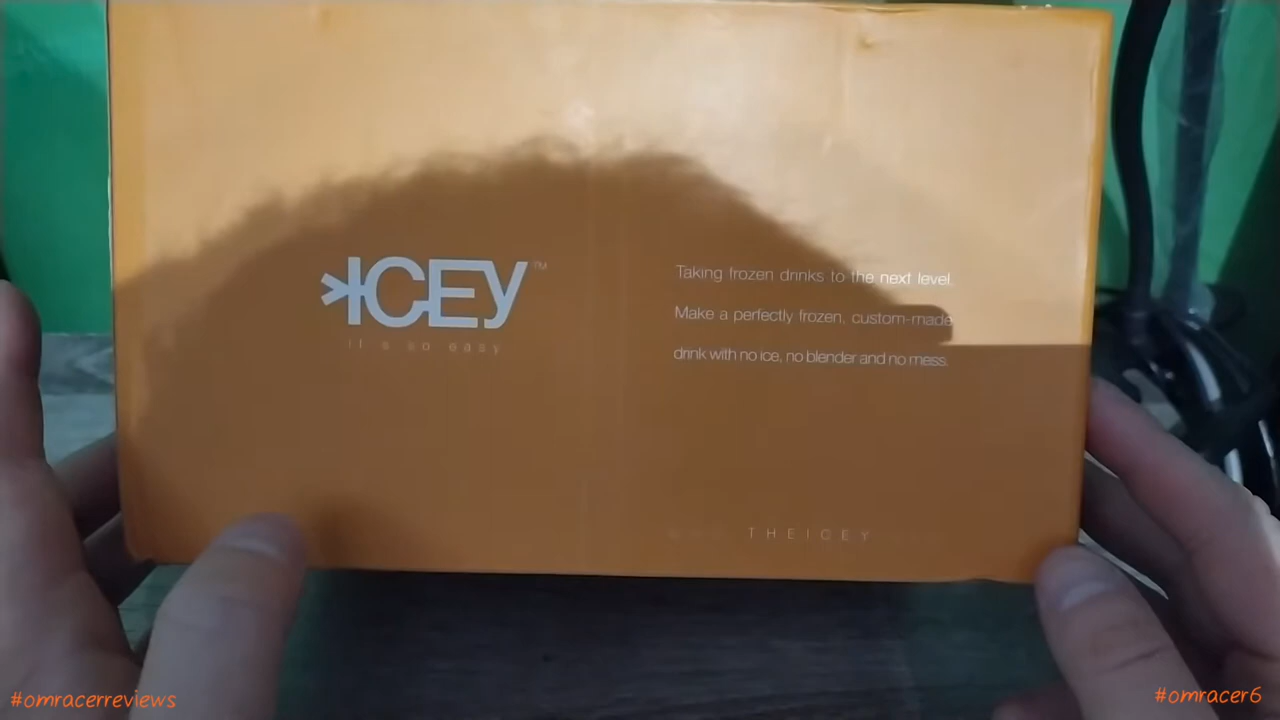 ICEY™
it's so easy
Taking frozen drinks to the next level.
Make a perfectly frozen, custom-made
drink with no ice, no blender and no mess.
THEICEY
#omracerreviews
#omracer6